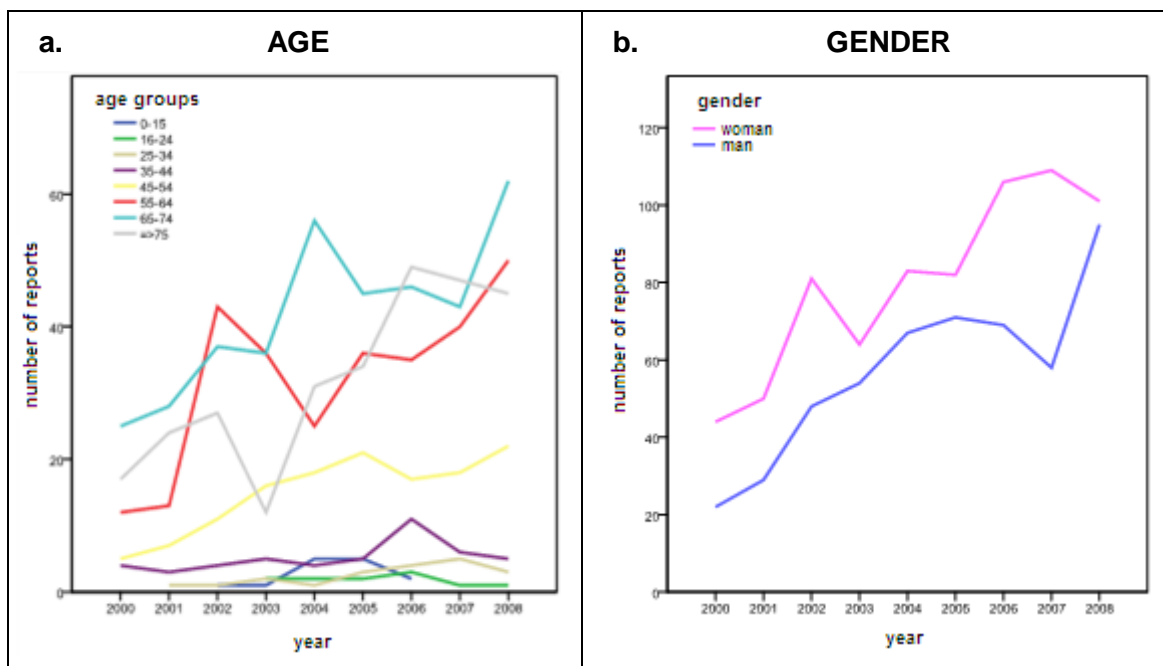 a. AGE
age groups
0-15
16-24
25-34
35-44
45-54
55-64
65-74
=>75
60
40
20
0
number of reports
2000 2001 2002 2003 2004 2005 2006 2007 2008
year
b. GENDER
gender
woman
man
120
100
80
60
40
20
0
number of reports
2000 2001 2002 2003 2004 2005 2006 2007 2008
year